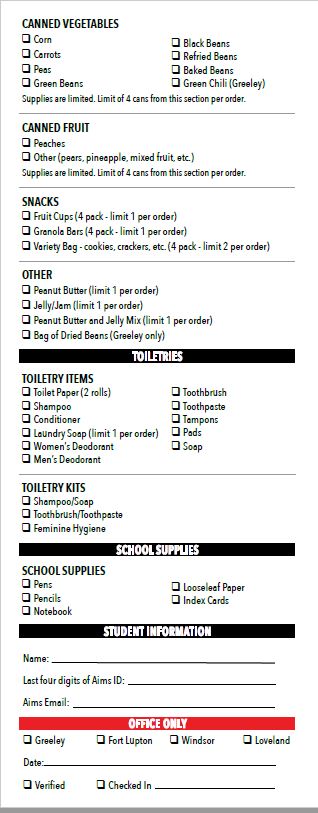 CANNED VEGETABLES
❑ Corn
❑ Carrots
❑ Peas
❑ Green Beans
❑ Black Beans
❑ Refried Beans
❑ Baked Beans
❑ Green Chili (Greeley)
Supplies are limited. Limit of 4 cans from this section per order.
CANNED FRUIT
❑ Peaches
❑ Other (pears, pineapple, mixed fruit, etc.)
Supplies are limited. Limit of 4 cans from this section per order.
SNACKS
❑ Fruit Cups (4 pack - limit 1 per order)
❑ Granola Bars (4 pack - limit 1 per order)
❑ Variety Bag - cookies, crackers, etc. (4 pack - limit 2 per order)
OTHER
❑ Peanut Butter (limit 1 per order)
❑ Jelly/Jam (limit 1 per order)
❑ Peanut Butter and Jelly Mix (limit 1 per order)
❑ Bag of Dried Beans (Greeley only)
TOILETRIES
TOILETRY ITEMS
❑ Toilet Paper (2 rolls)
❑ Shampoo
❑ Conditioner
❑ Laundry Soap (limit 1 per order)
❑ Women's Deodorant
❑ Men's Deodorant
❑ Toothbrush
❑ Toothpaste
❑ Tampons
❑ Pads
❑ Soap
TOILETRY KITS
❑ Shampoo/Soap
❑ Toothbrush/Toothpaste
❑ Feminine Hygiene
SCHOOL SUPPLIES
SCHOOL SUPPLIES
❑ Pens
❑ Pencils
❑ Notebook
❑ Looseleaf Paper
❑ Index Cards
STUDENT INFORMATION
Name:
Last four digits of Aims ID:
Aims Email:
OFFICE ONLY
❑ Greeley ❑ Fort Lupton ❑ Windsor ❑ Loveland
Date:
❑ Verified ❑ Checked In